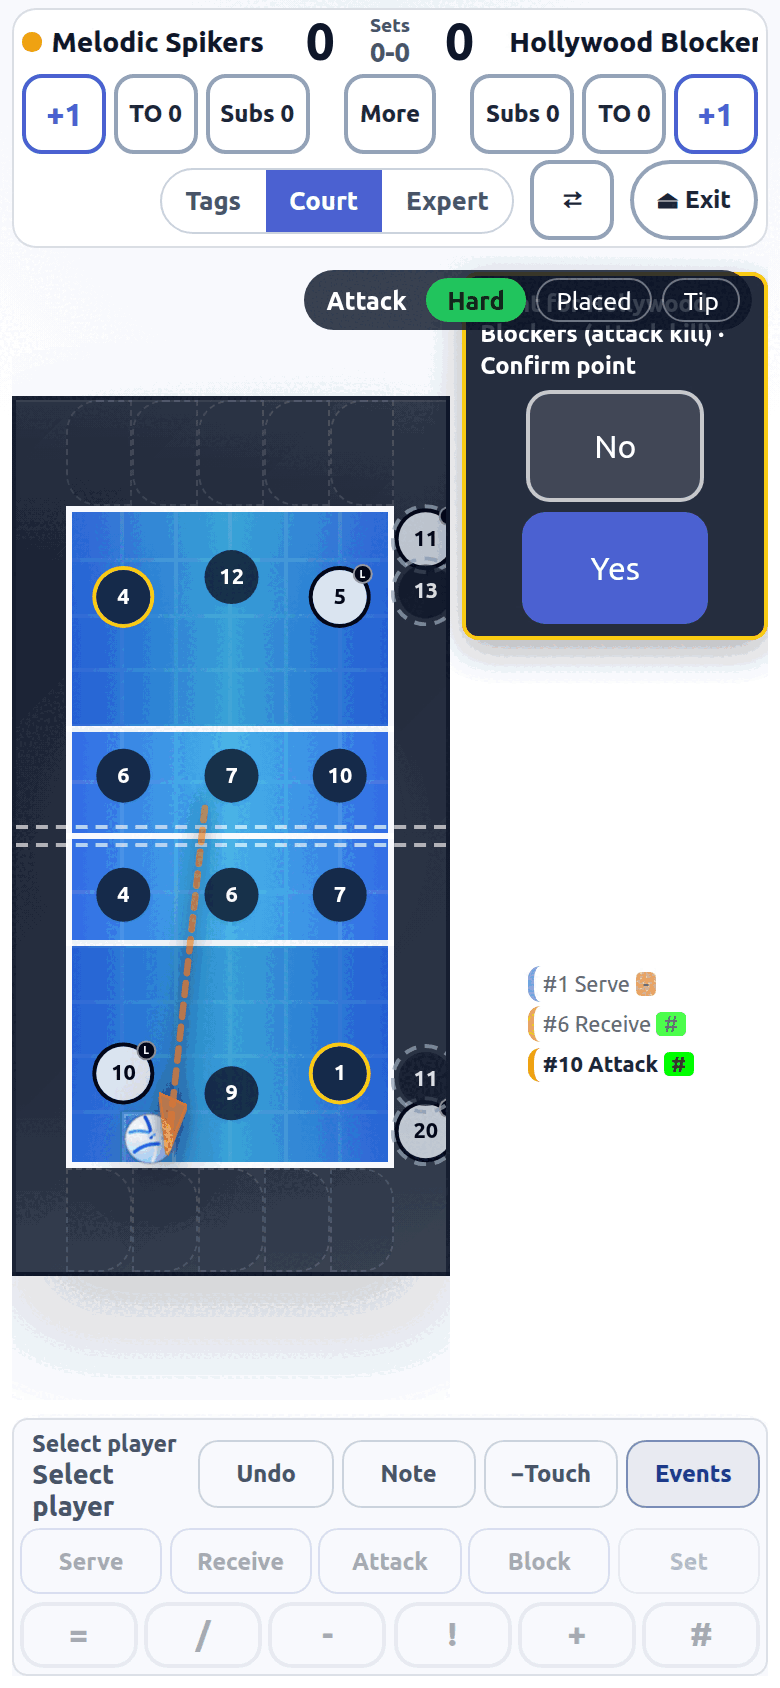 Melodic Spikers 0 Sets 0-0 0 Hollywood Blocker
+1 TO 0 Subs 0 More Subs 0 TO 0 +1
Tags Court Expert ⇄ ⏏ Exit
Attack Hard Placed Tip
Blockers (attack kill) ·
Confirm point
No
Yes
11
12
4 5 L
13
6 7 10
4 6 7
#1 Serve -
#6 Receive #
#10 Attack #
10 L 9 1 11
20
Select player
Select
player
Undo Note −Touch Events
Serve Receive Attack Block Set
= / - ! + #